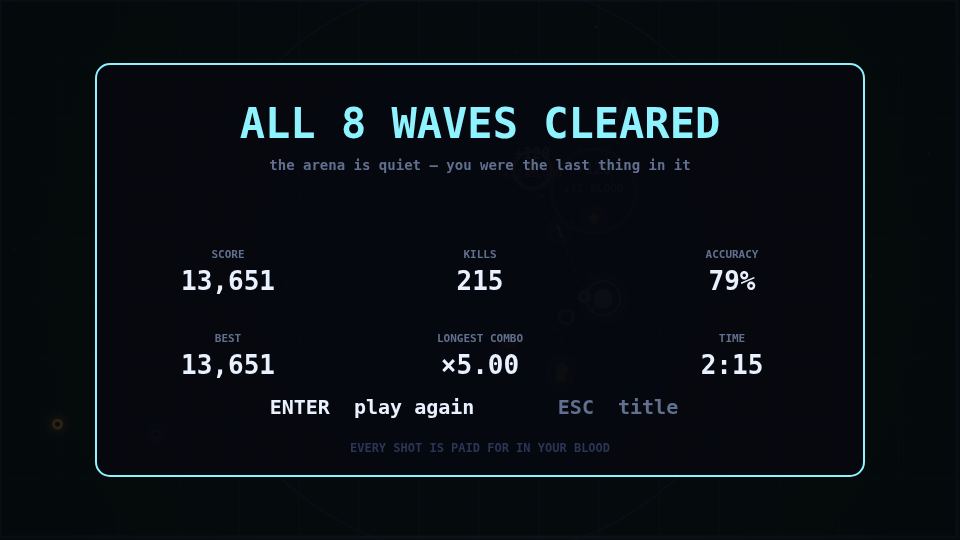 ALL 8 WAVES CLEARED
the arena is quiet — you were the last thing in it
SCORE KILLS ACCURACY
13,651 215 79%
BEST LONGEST COMBO TIME
13,651 ×5.00 2:15
ENTER play again ESC title
EVERY SHOT IS PAID FOR IN YOUR BLOOD